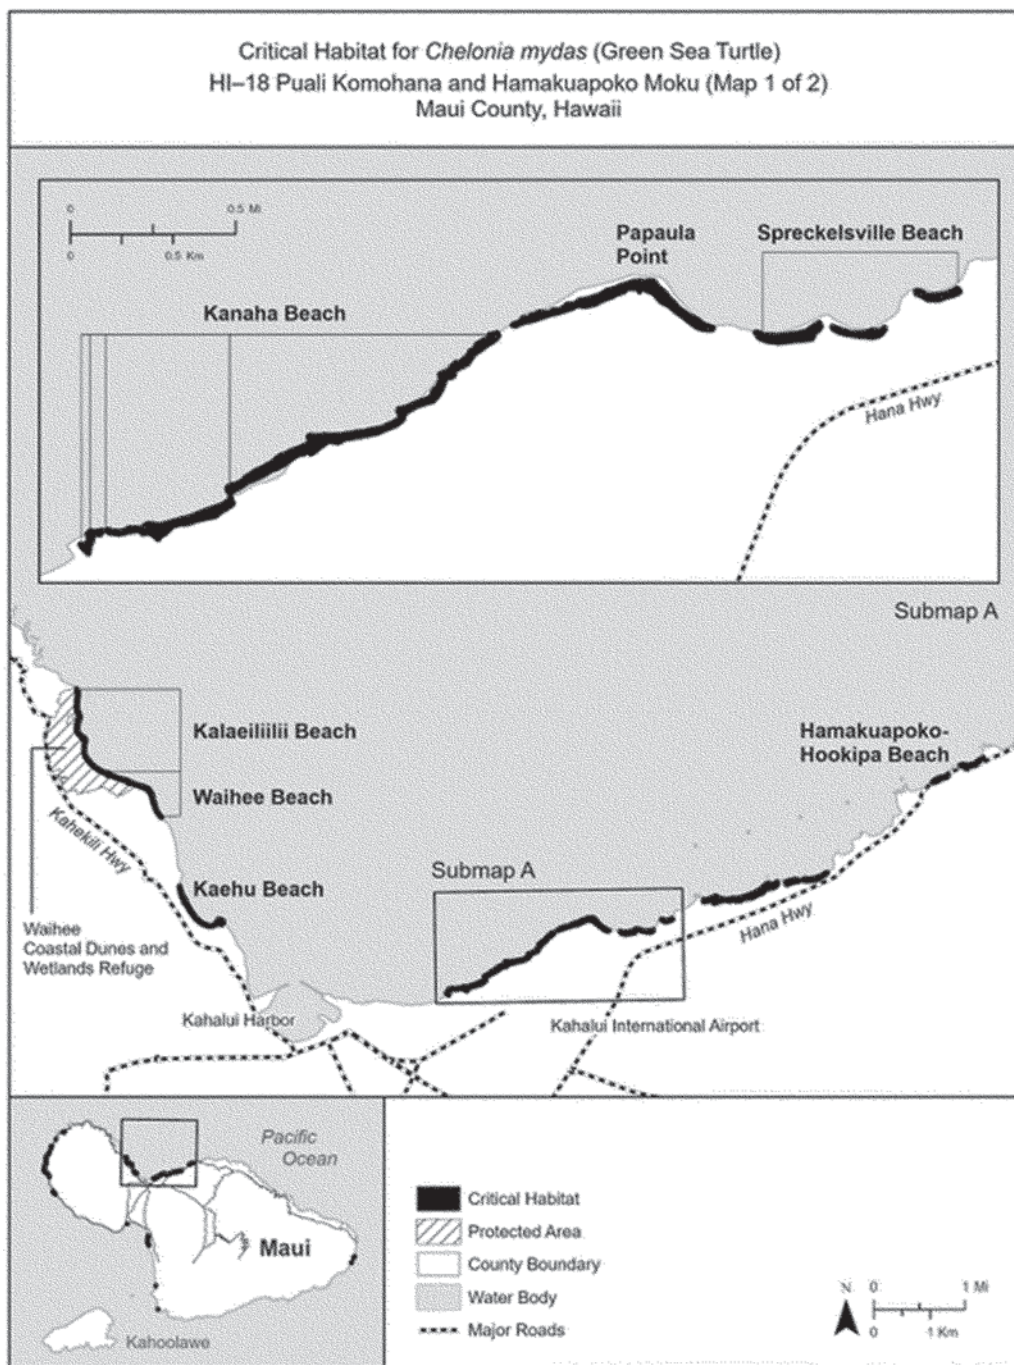 Critical Habitat for Chelonia mydas (Green Sea Turtle)
HI–18 Puali Komohana and Hamakuapoko Moku (Map 1 of 2)
Maui County, Hawaii
0 0.5 Mi
0 0.5 Km
Papaula
Point
Spreckelsville Beach
Kanaha Beach
Hana Hwy
Submap A
Kalaeiliilii Beach
Waihee Beach
Kahekili Hwy
Kaehu Beach
Waihee
Coastal Dunes and
Wetlands Refuge
Hamakuapoko-
Hookipa Beach
Submap A
Hana Hwy
Kahalui Harbor
Kahalui International Airport
Pacific
Ocean
Maui
Kahoolawe
Critical Habitat
Protected Area
County Boundary
Water Body
Major Roads
N
0 1 Mi
0 1 Km